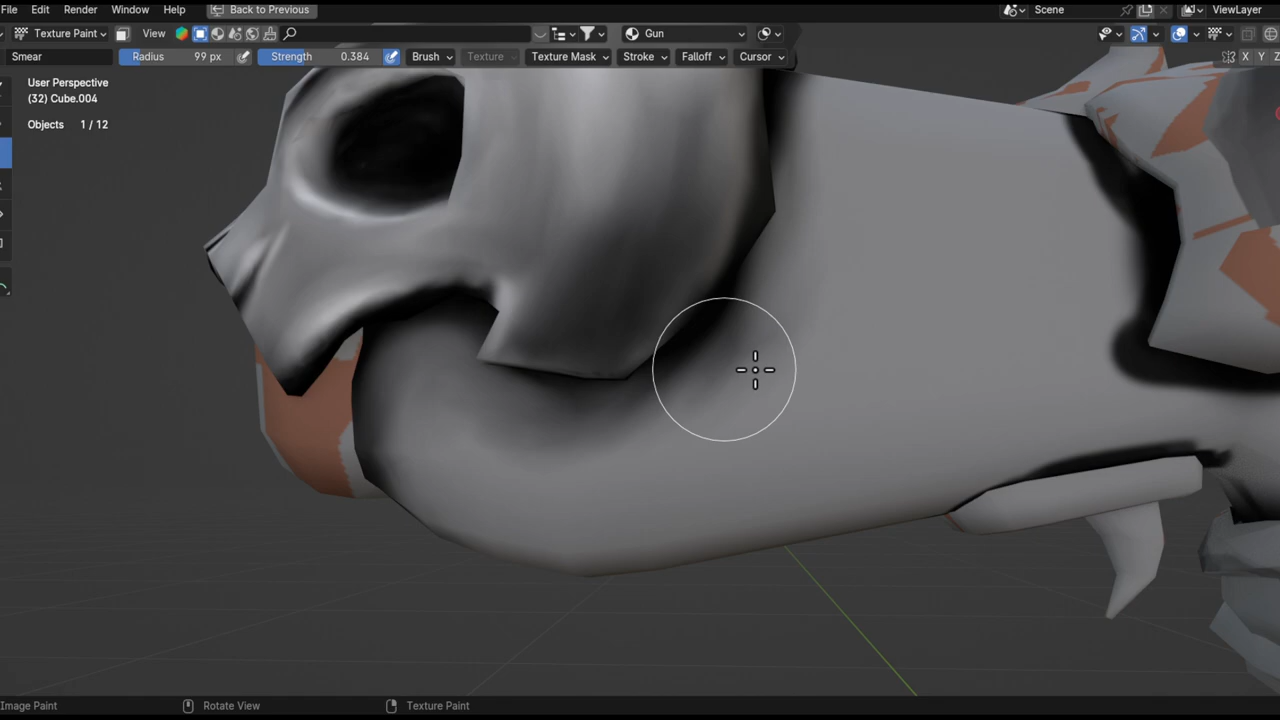 File Edit Render Window Help Back to Previous Scene ViewLayer
Texture Paint View Gun
Smear Radius 99 px Strength 0.384 Brush Texture Texture Mask Stroke Falloff Cursor X Y Z
User Perspective
(32) Cube.004
Objects 1 / 12
Image Paint Rotate View Texture Paint